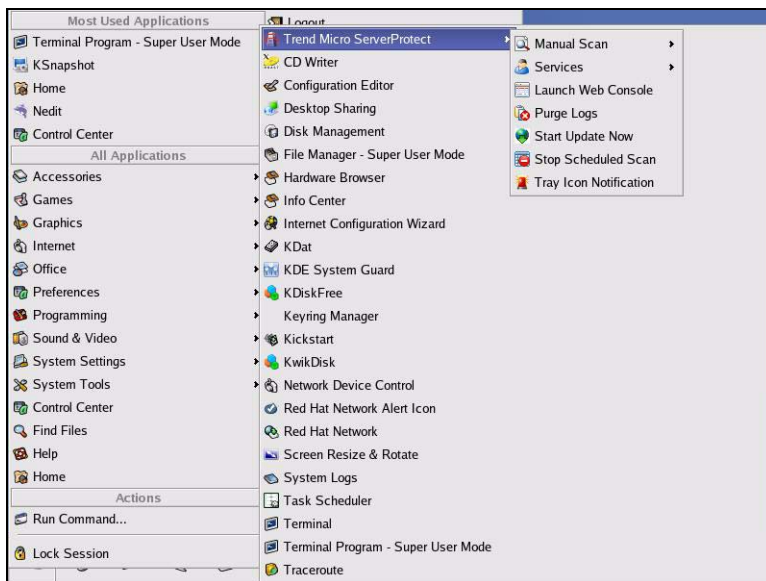 Most Used Applications
Terminal Program - Super User Mode
KSnapshot
Home
Nedit
Control Center
All Applications
Accessories
Games
Graphics
Internet
Office
Preferences
Programming
Sound & Video
System Settings
System Tools
Control Center
Find Files
Help
Home
Actions
Run Command...
Lock Session
Logout
Trend Micro ServerProtect
CD Writer
Configuration Editor
Desktop Sharing
Disk Management
File Manager - Super User Mode
Hardware Browser
Info Center
Internet Configuration Wizard
KDat
KDE System Guard
KDiskFree
Keyring Manager
Kickstart
KwikDisk
Network Device Control
Red Hat Network Alert Icon
Red Hat Network
Screen Resize & Rotate
System Logs
Task Scheduler
Terminal
Terminal Program - Super User Mode
Traceroute
Manual Scan
Services
Launch Web Console
Purge Logs
Start Update Now
Stop Scheduled Scan
Tray Icon Notification